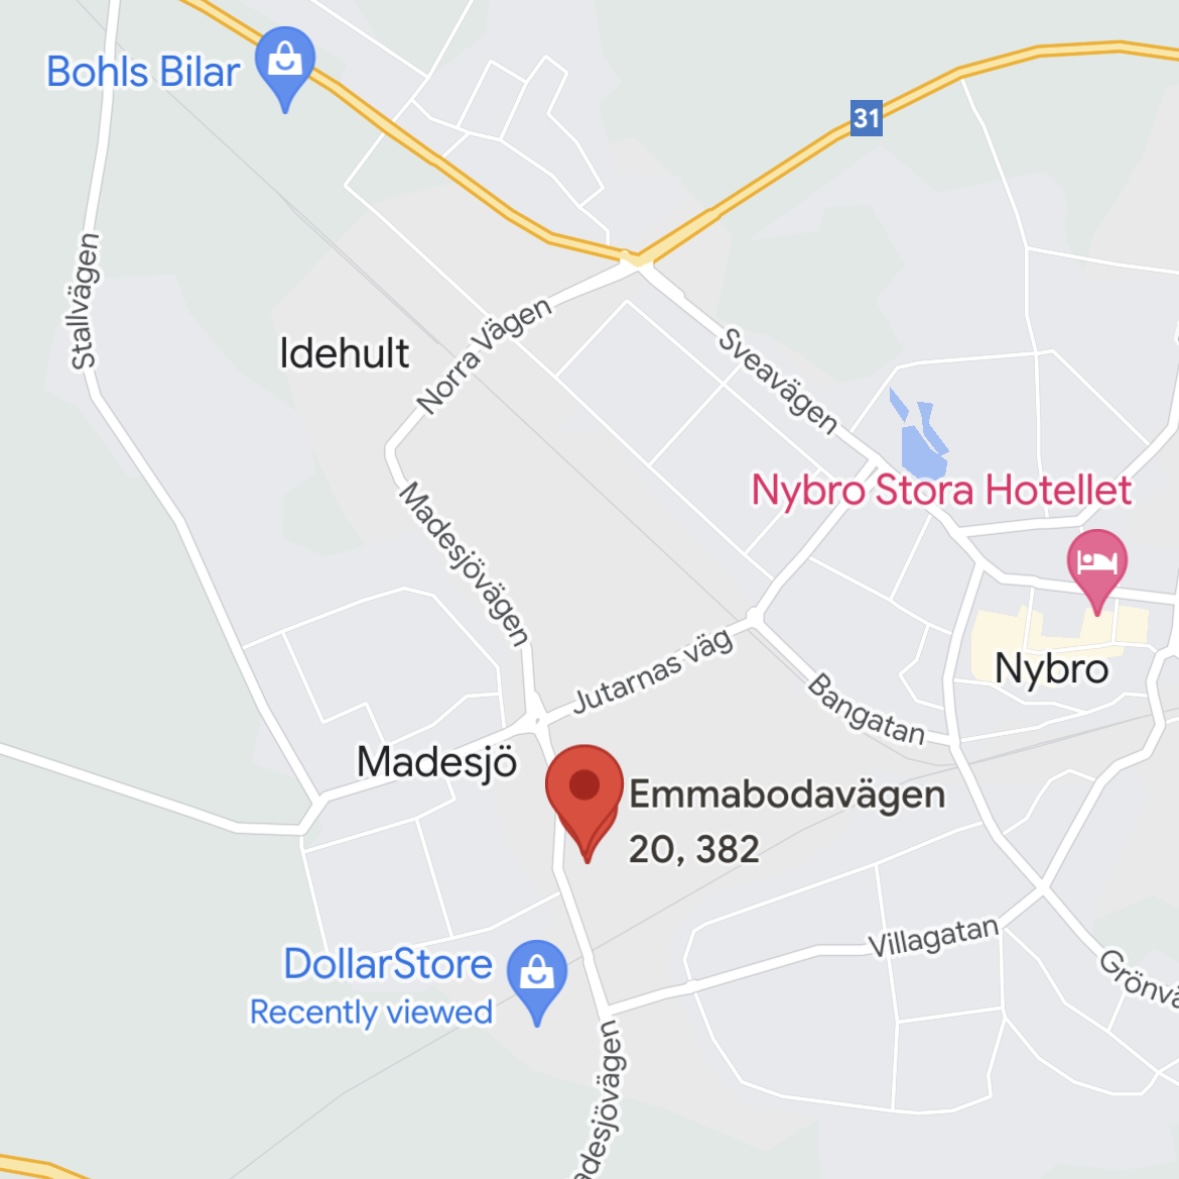 31
Bohls Bilar
Stallvägen
Idehult
Norra Vägen
Sveavägen
Madesjövägen
Nybro Stora Hotellet
Jutarnas väg
Nybro
Bangatan
Madesjö
Emmabodavägen
20, 382
Villagatan
DollarStore
Recently viewed
Grönvä
adesjövägen